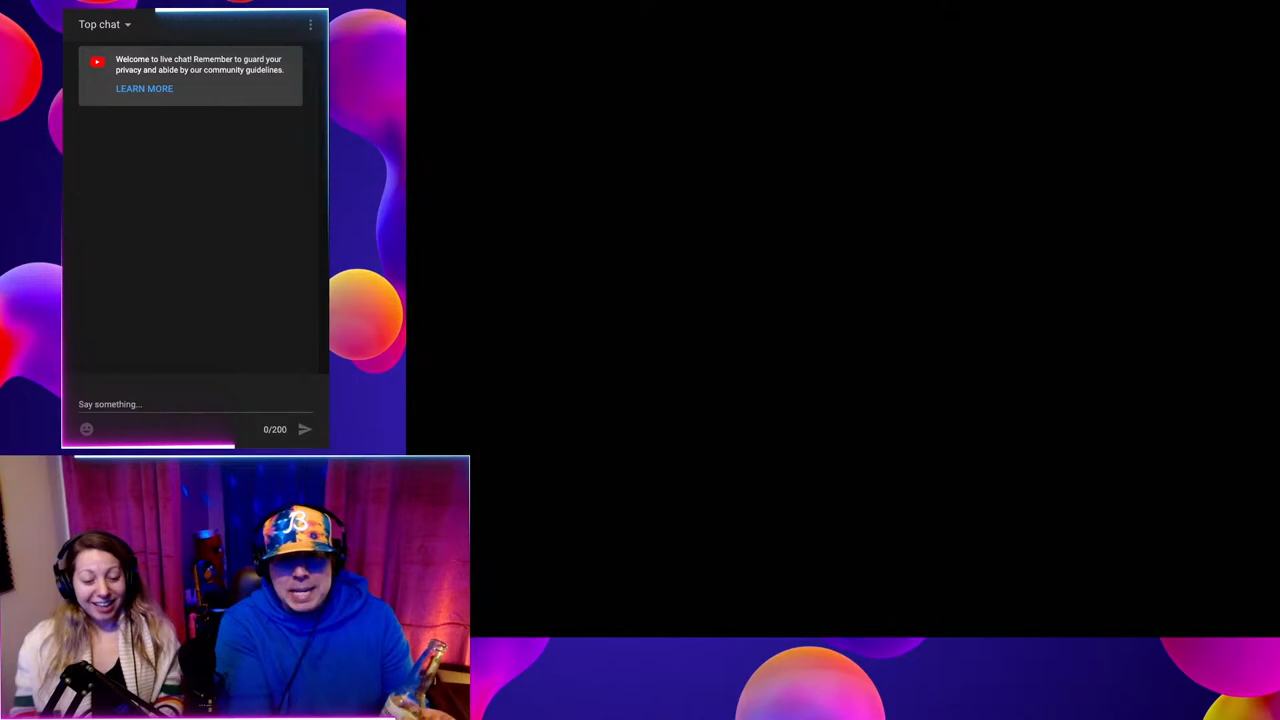 Top chat
Welcome to live chat! Remember to guard your
privacy and abide by our community guidelines.
LEARN MORE
Say something...
0/200
B